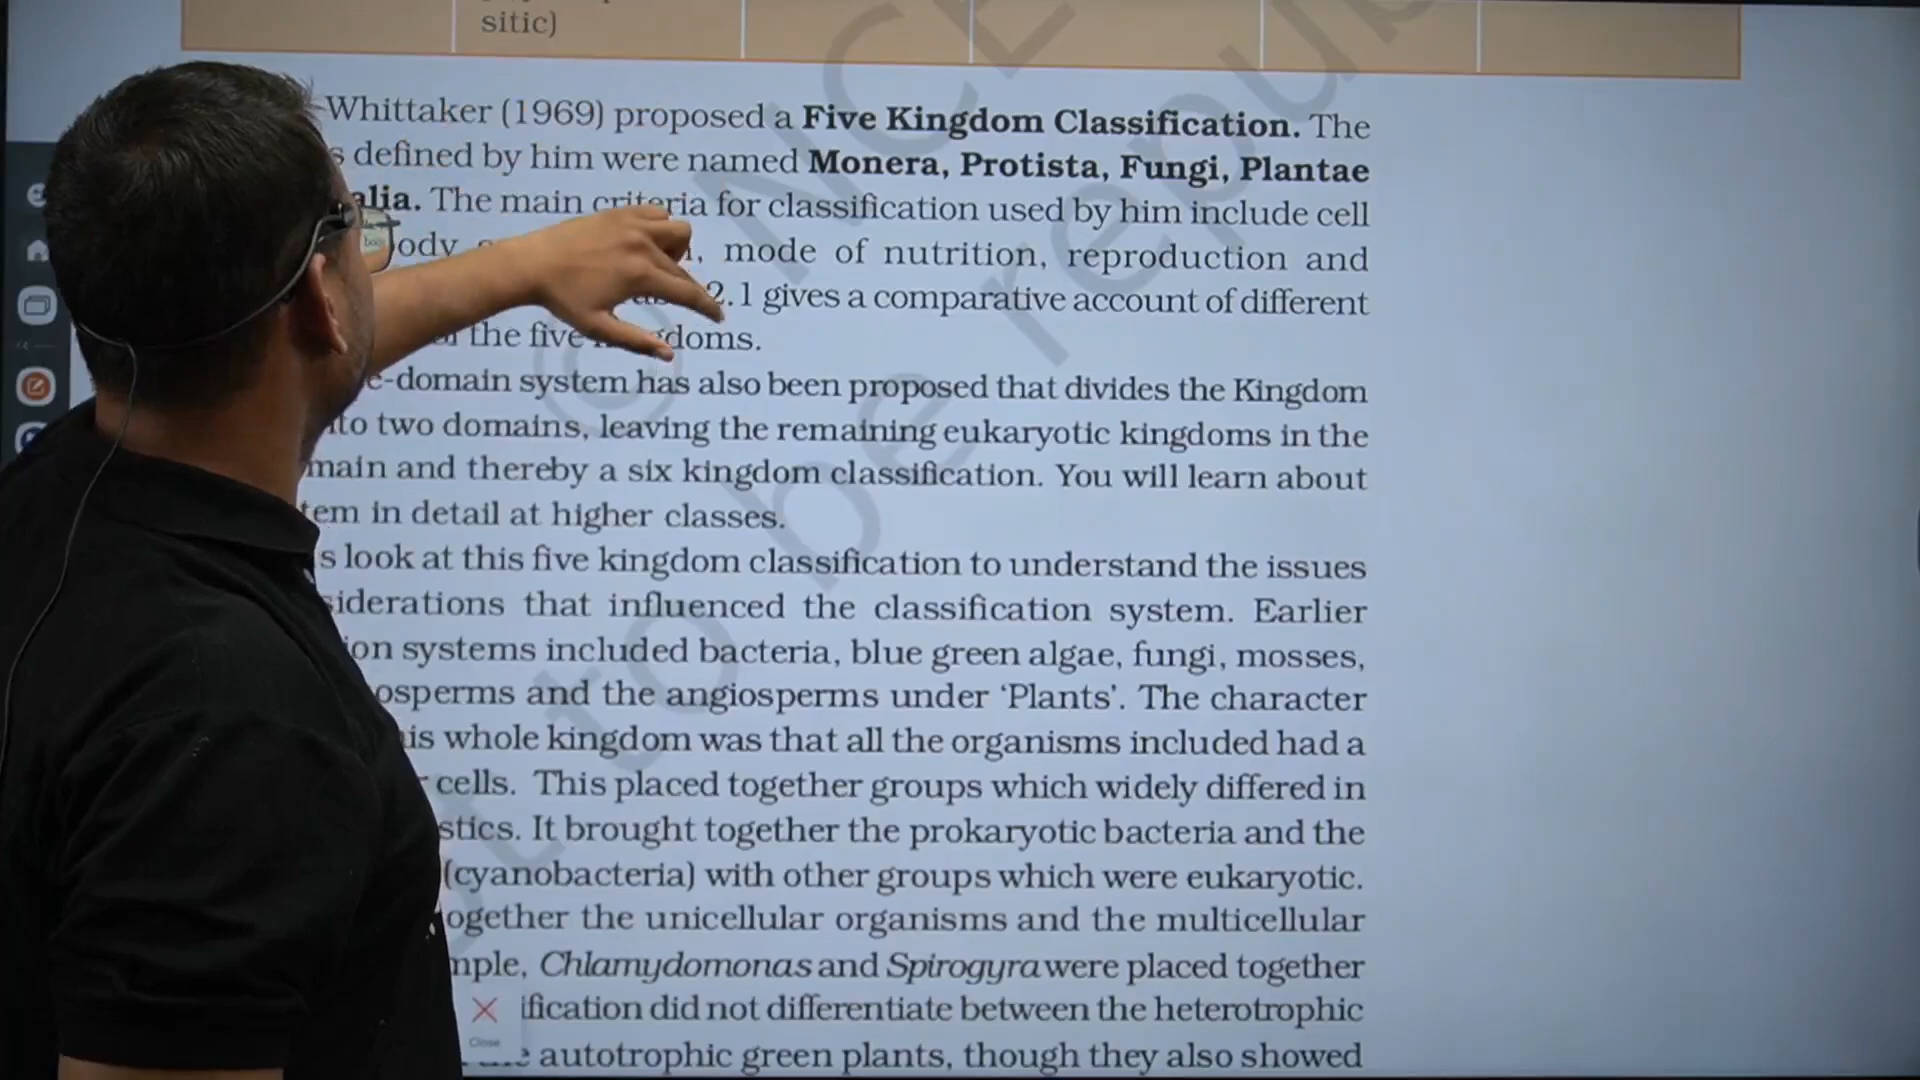 sitic)
Whittaker (1969) proposed a Five Kingdom Classification. The
s defined by him were named Monera, Protista, Fungi, Plantae
alia. The main criteria for classification used by him include cell
ody mode of nutrition, reproduction and
2.1 gives a comparative account of different
the five doms.
e-domain system has also been proposed that divides the Kingdom
to two domains, leaving the remaining eukaryotic kingdoms in the
main and thereby a six kingdom classification. You will learn about
tem in detail at higher classes.
s look at this five kingdom classification to understand the issues
siderations that influenced the classification system. Earlier
ion systems included bacteria, blue green algae, fungi, mosses,
osperms and the angiosperms under ‘Plants’. The character
is whole kingdom was that all the organisms included had a
cells. This placed together groups which widely differed in
stics. It brought together the prokaryotic bacteria and the
(cyanobacteria) with other groups which were eukaryotic.
ogether the unicellular organisms and the multicellular
mple, Chlamydomonas and Spirogyra were placed together
ification did not differentiate between the heterotrophic
autotrophic green plants, though they also showed
Close
© NCE
t to be repu